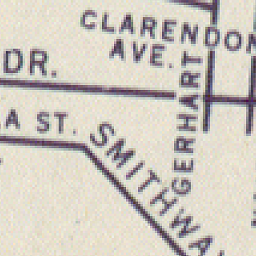 CLARENDON
AVE.
DR.
GERHART
A ST.
SMITHWA